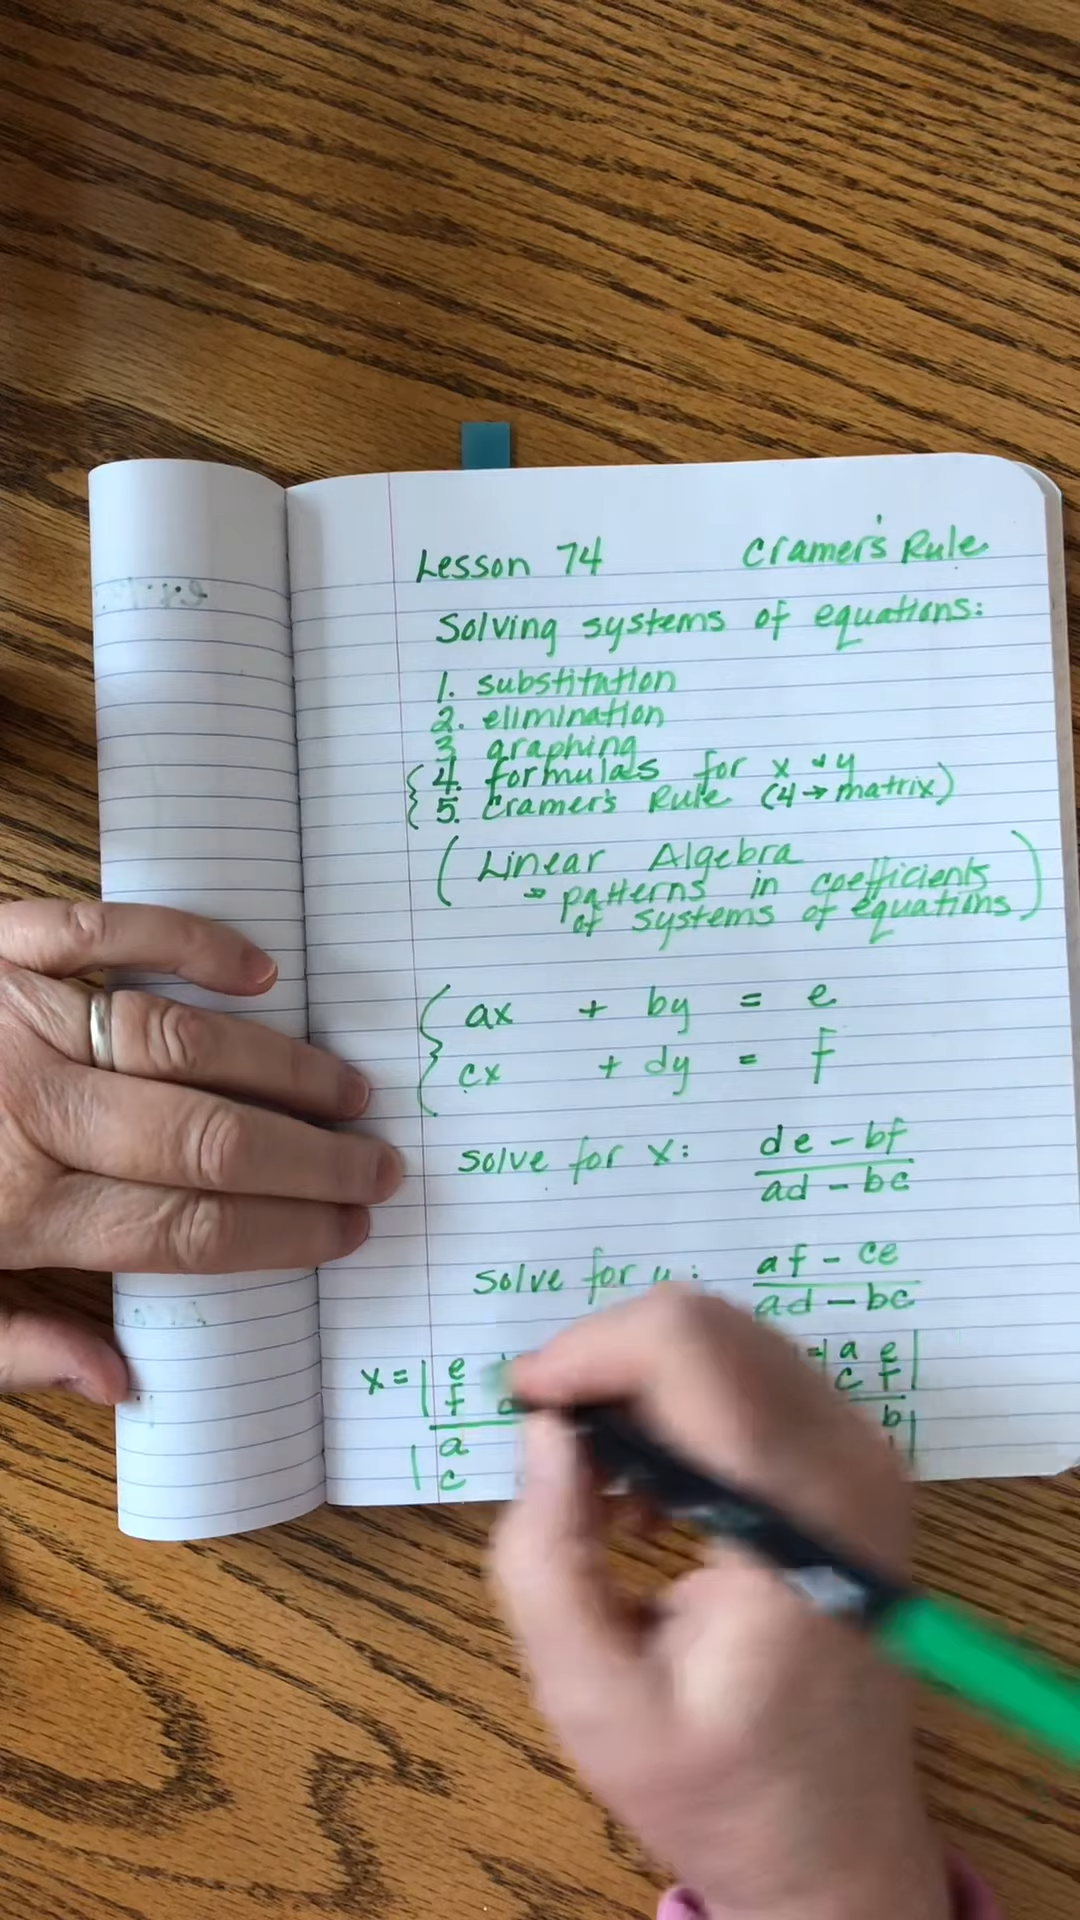 Lesson 74 Cramer's Rule
Solving systems of equations:
1. substitution
2. elimination
3. graphing
4. formulas for x + y
5. Cramer's Rule (4 → matrix)
(Linear Algebra
→ patterns in coefficients
of systems of equations)
ax + by = e
cx + dy = f
solve for x: de - bf
ad - bc
solve for y: af - ce
ad - bc
x = | e = | a e |
f c f
a b
| c |